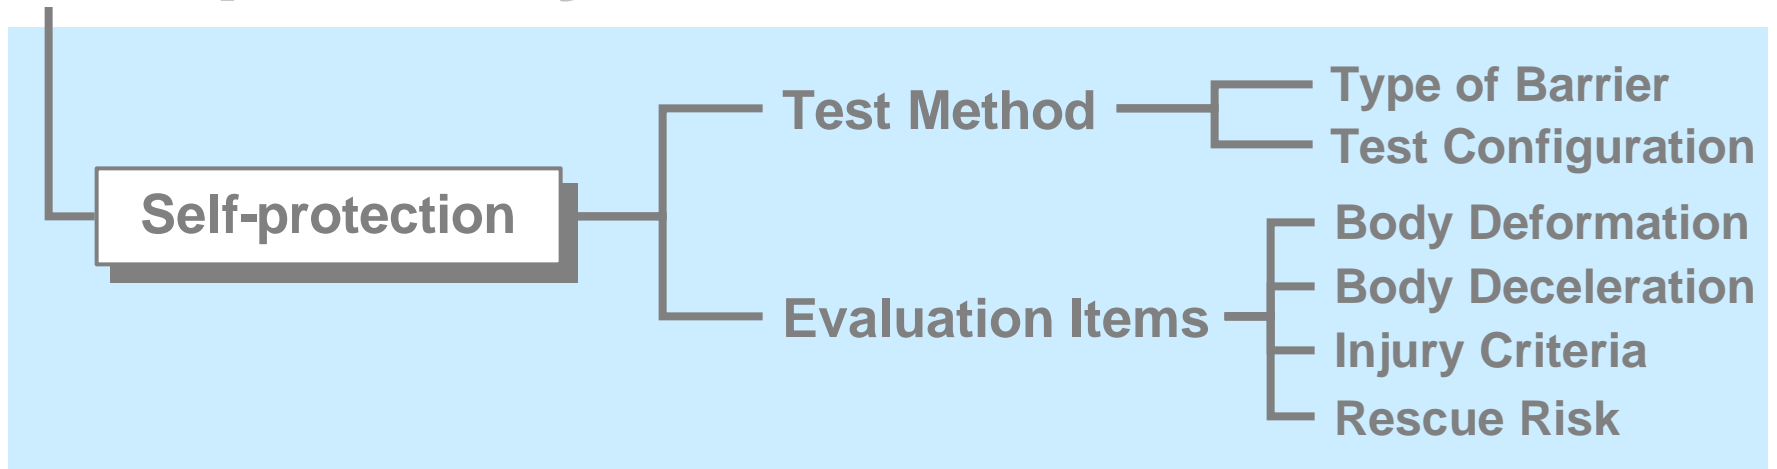 Self-protection
Test Method
Type of Barrier
Test Configuration
Evaluation Items
Body Deformation
Body Deceleration
Injury Criteria
Rescue Risk